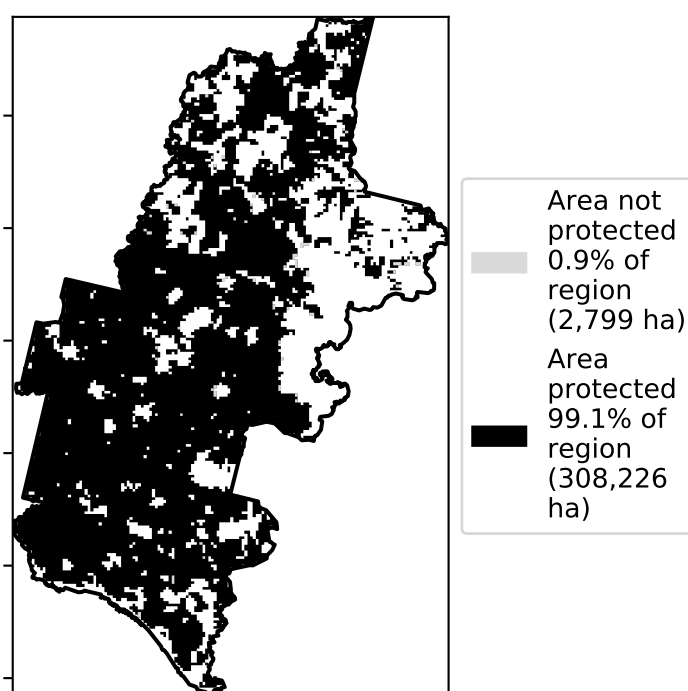 Area not
protected
0.9% of
region
(2,799 ha)
Area
protected
99.1% of
region
(308,226
ha)